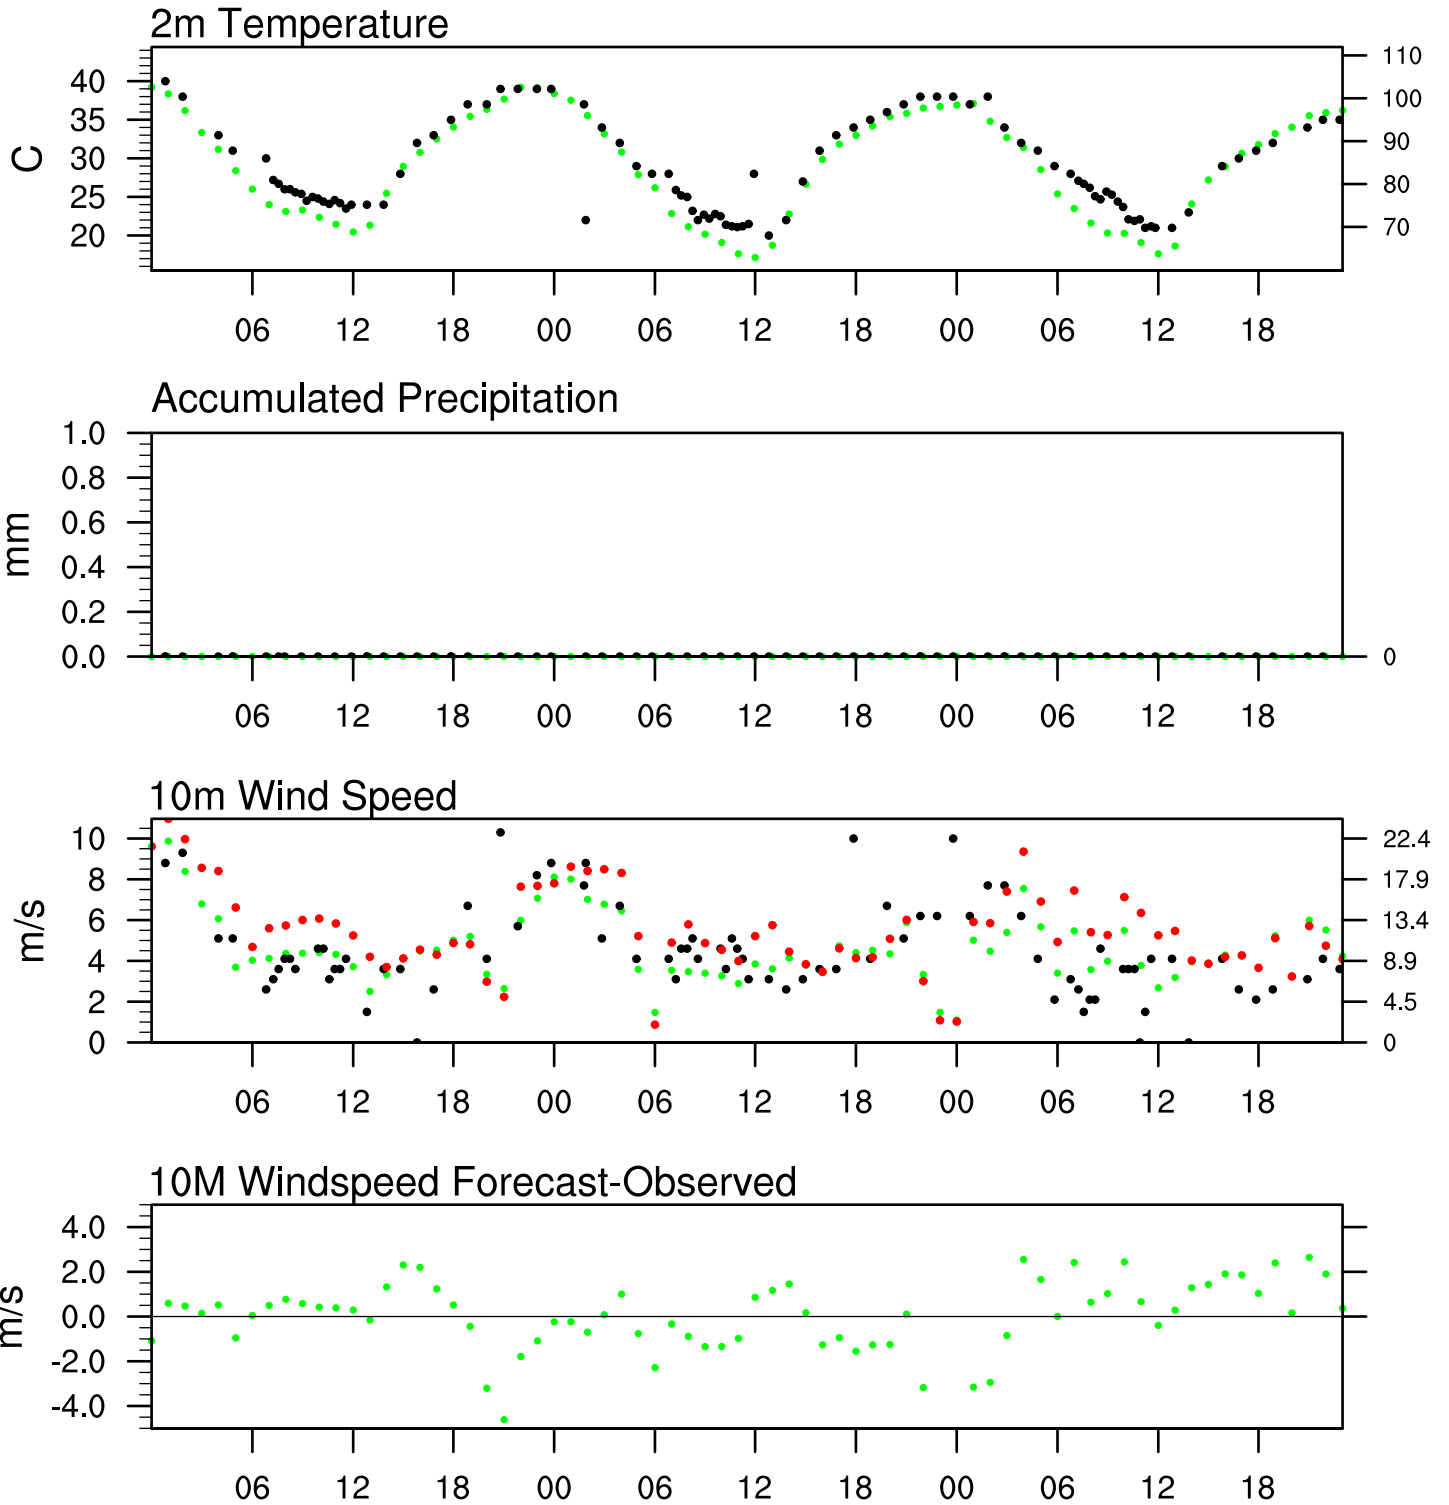 2m Temperature
40
35
30
25
20
C
110
100
90
80
70
06 12 18 00 06 12 18 00 06 12 18
Accumulated Precipitation
1.0
0.8
0.6
0.4
0.2
0.0
mm
0
06 12 18 00 06 12 18 00 06 12 18
10m Wind Speed
10
8
6
4
2
0
m/s
22.4
17.9
13.4
8.9
4.5
0
06 12 18 00 06 12 18 00 06 12 18
10M Windspeed Forecast-Observed
4.0
2.0
0.0
-2.0
-4.0
m/s
06 12 18 00 06 12 18 00 06 12 18